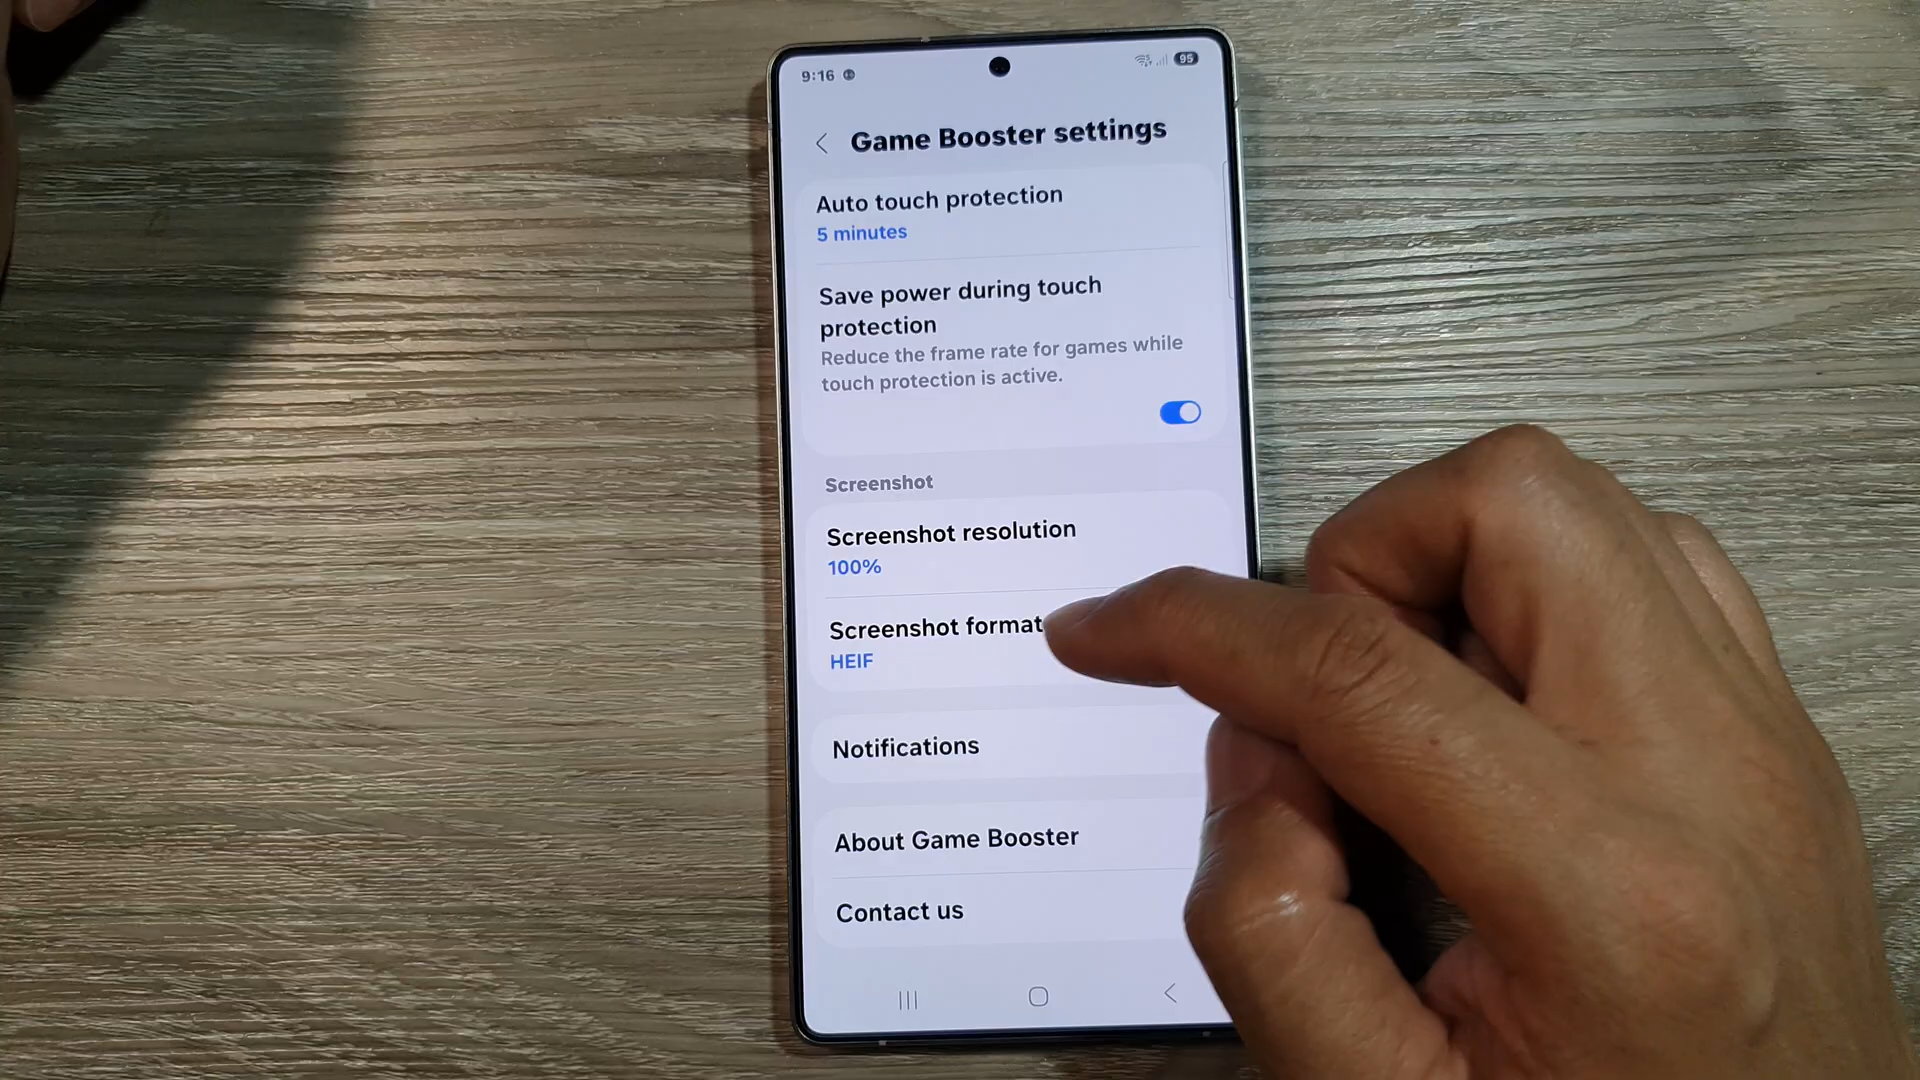 9:16
95
Game Booster settings
Auto touch protection
5 minutes
Save power during touch
protection
Reduce the frame rate for games while
touch protection is active.
Screenshot
Screenshot resolution
100%
Screenshot format
HEIF
Notifications
About Game Booster
Contact us